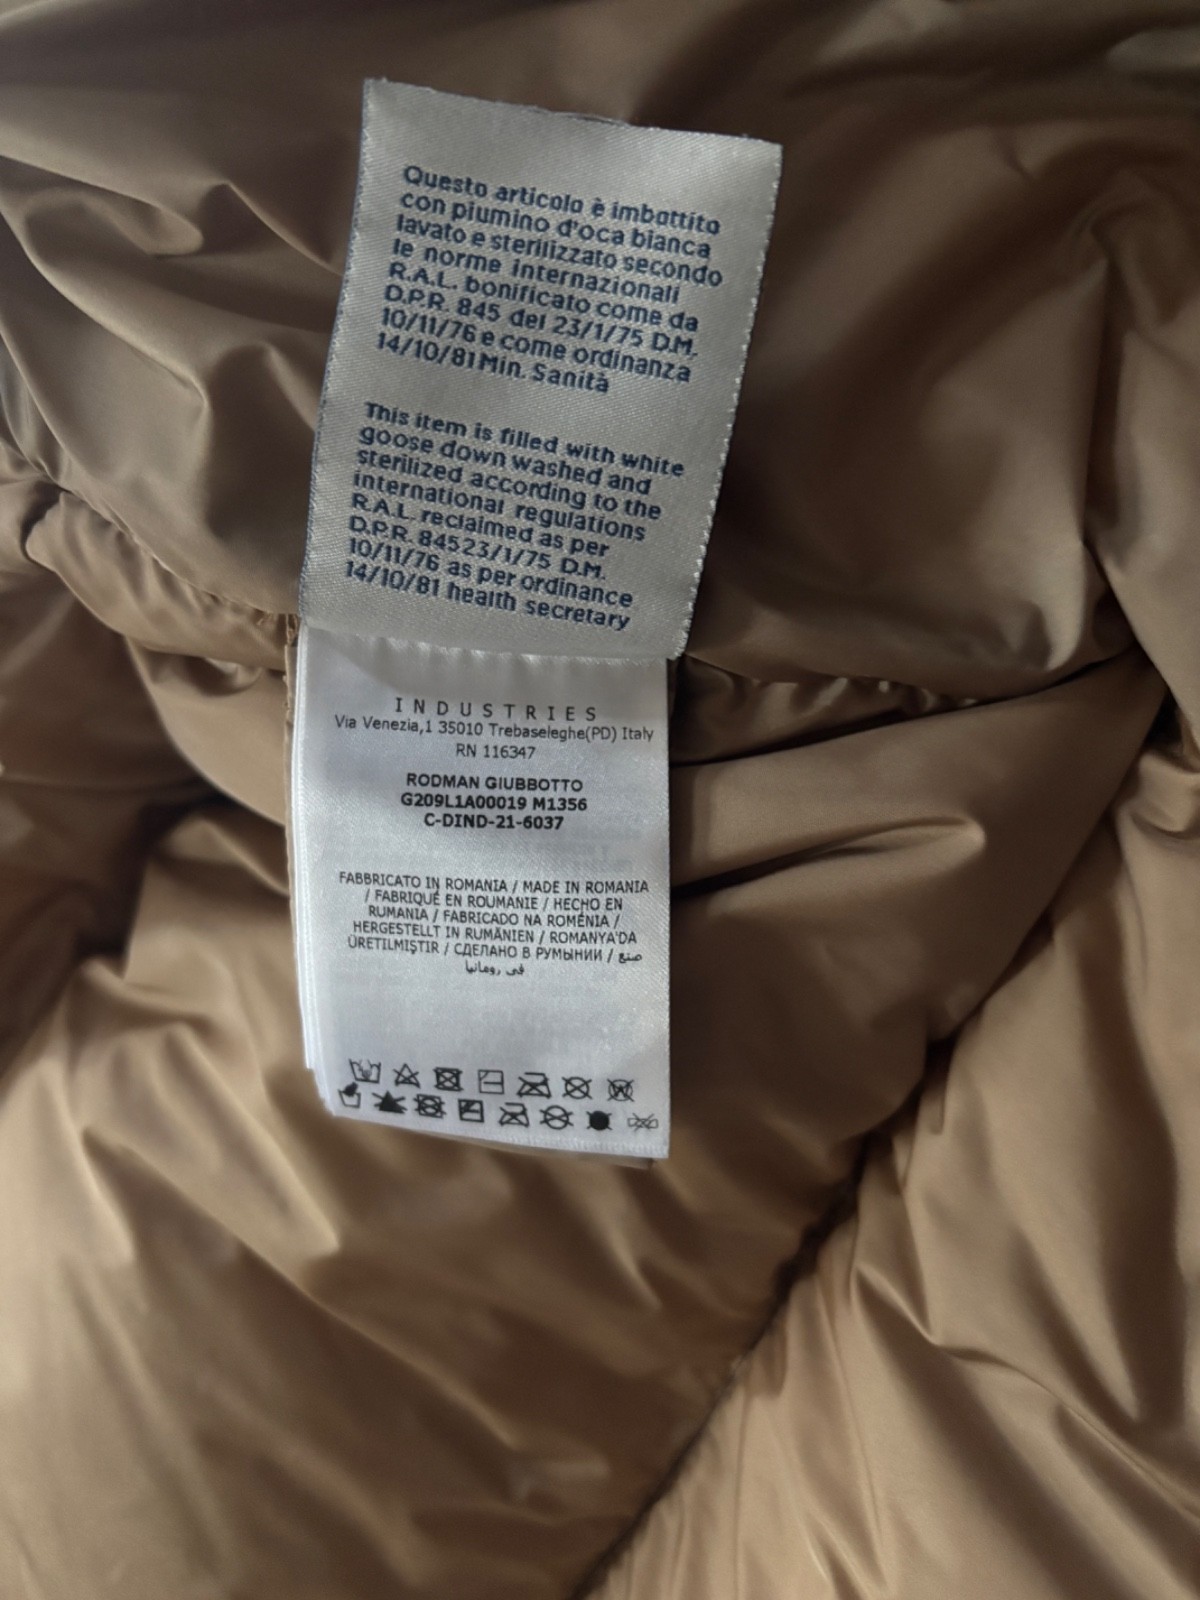 Questo articolo è imbottito
con piumino d'oca bianca
lavato e sterilizzato secondo
le norme internazionali
R.A.L. bonificato come da
D.P.R. 845 del 23/1/75 D.M.
10/11/76 e come ordinanza
14/10/81 Min. Sanità
This item is filled with white
goose down washed and
sterilized according to the
international regulations
R.A.L. reclaimed as per
D.P.R. 84523/1/75 D.M.
10/11/76 as per ordinance
14/10/81 health secretary
INDUSTRIES
Via Venezia,1 35010 Trebaseleghe(PD) Italy
RN 116347
RODMAN GIUBBOTTO
G209L1A00019 M1356
C-DIND-21-6037
FABBRICATO IN ROMANIA / MADE IN ROMANIA
/ FABRIQUÉ EN ROUMANIE / HECHO EN
RUMANIA / FABRICADO NA ROMÉNIA /
HERGESTELLT IN RUMÄNIEN / ROMANYA'DA
ÜRETILMIŞTIR / СДЕЛАНО В РУМЫНИИ / صنع
في رومانيا